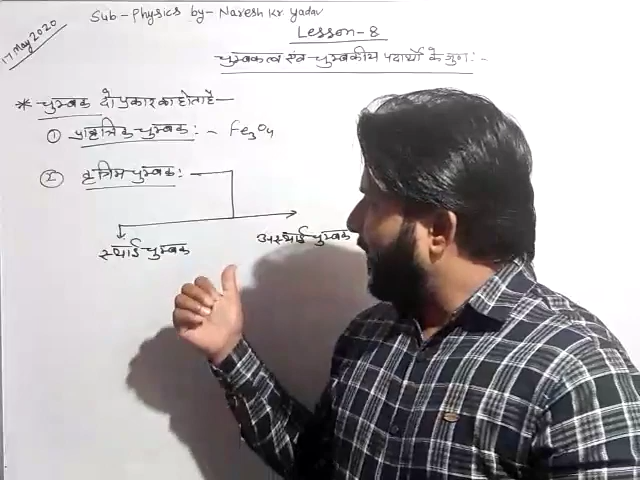 17 May 2020
Sub-Physics by- Naresh Kr Yadav
Lesson-8
चुम्बकत्व एंव चुम्बकीय पदार्थो के गुण:-
* चुम्बक दो प्रकार का होता है—
① प्राकृतिक चुम्बक:- Fe3O4
② कृत्रिम चुम्बक:-
स्थाई चुम्बक
अस्थाई चुम्बक